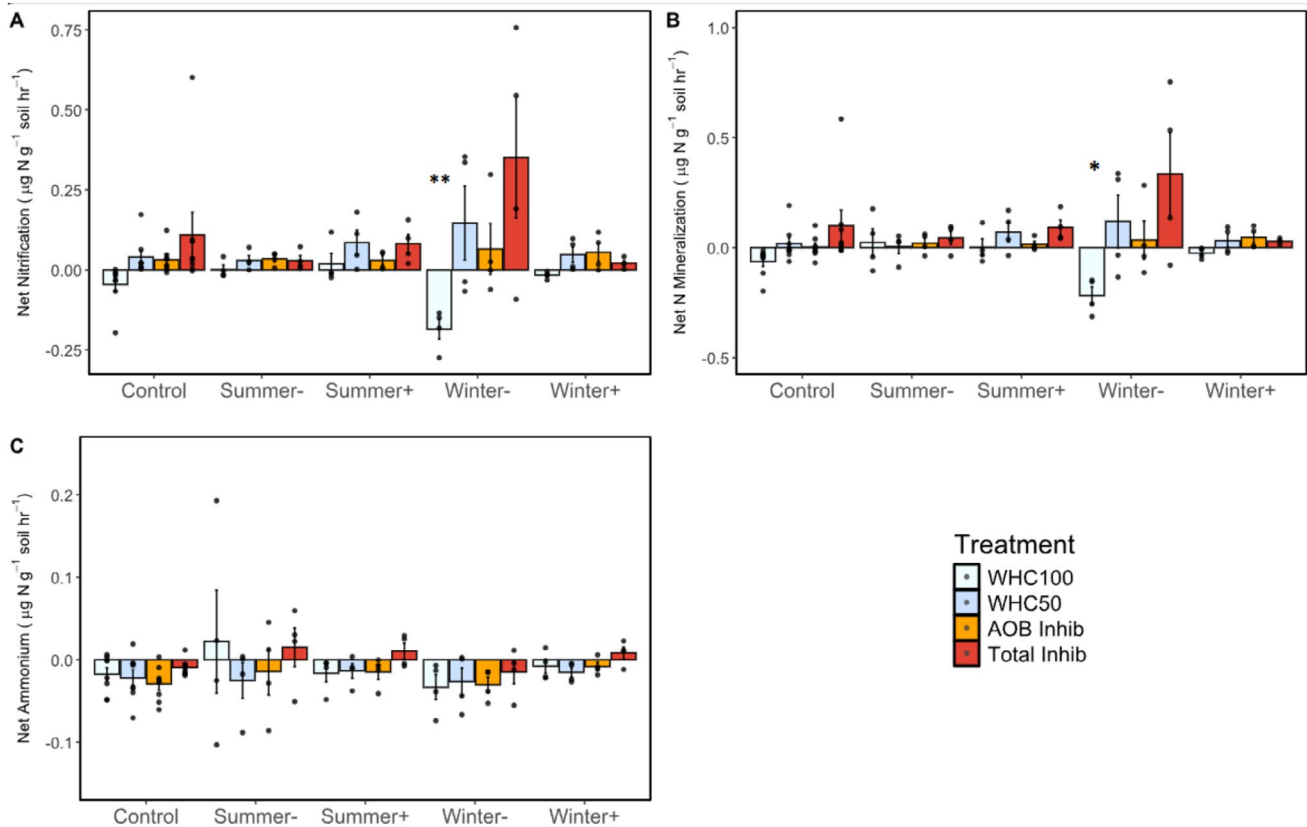 A
Net Nitrification ( μg N g⁻¹ soil hr⁻¹)
0.75
0.50
0.25
0.00
-0.25
**
Control Summer- Summer+ Winter- Winter+
B
Net N Mineralization ( μg N g⁻¹ soil hr⁻¹)
1.0
0.5
0.0
-0.5
*
Control Summer- Summer+ Winter- Winter+
C
Net Ammonium ( μg N g⁻¹ soil hr⁻¹)
0.2
0.1
0.0
-0.1
Control Summer- Summer+ Winter- Winter+
Treatment
WHC100
WHC50
AOB Inhib
Total Inhib